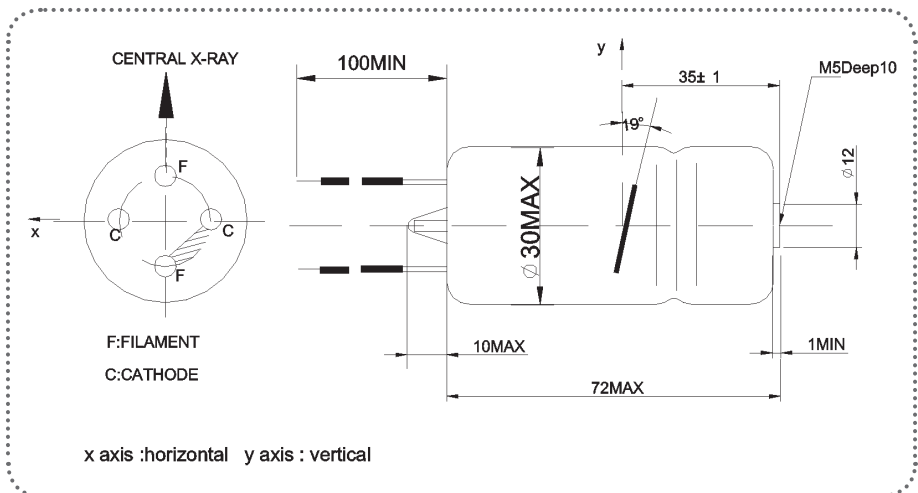 CENTRAL X-RAY
100MIN
y
35± 1
M5Deep10
19°
F
⌀12
⌀30MAX
x
C
C
F
F:FILAMENT
10MAX
1MIN
C:CATHODE
72MAX
x axis :horizontal y axis : vertical